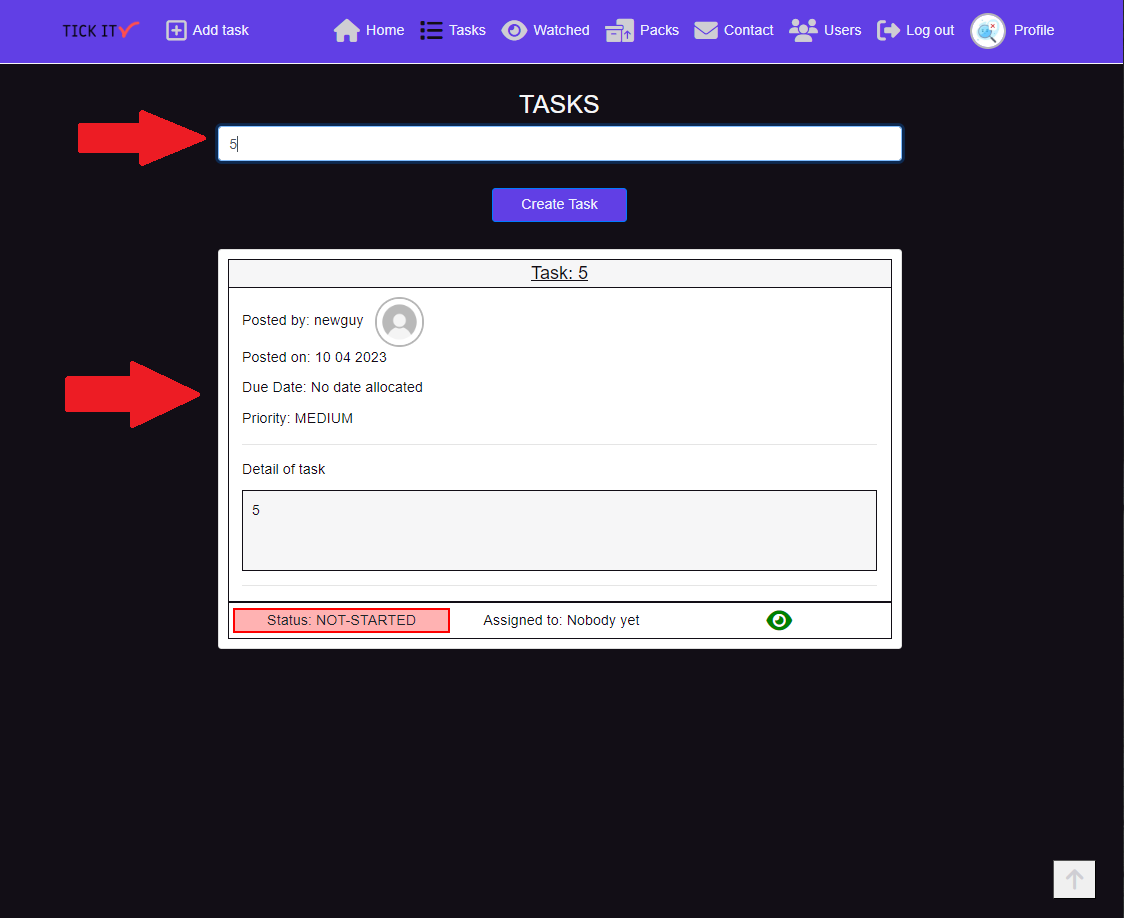 TICK IT Add task Home Tasks Watched Packs Contact Users Log out Profile
TASKS
5
Create Task
Task: 5
Posted by: newguy
Posted on: 10 04 2023
Due Date: No date allocated
Priority: MEDIUM
Detail of task
5
Status: NOT-STARTED Assigned to: Nobody yet